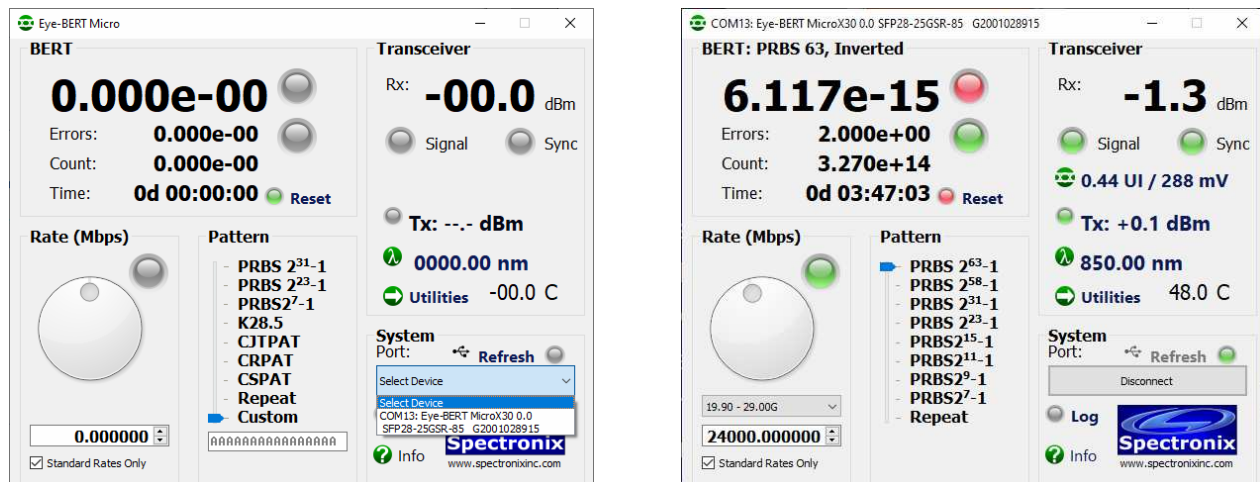 Eye-BERT Micro
BERT
0.000e-00
Errors: 0.000e-00
Count: 0.000e-00
Time: 0d 00:00:00 Reset
Transceiver
Rx: -00.0 dBm
Signal Sync
Tx: --.- dBm
λ 0000.00 nm
Utilities -00.0 C
Rate (Mbps)
0.000000
Standard Rates Only
Pattern
PRBS 2³¹-1
PRBS 2²³-1
PRBS2⁷-1
K28.5
CJTPAT
CRPAT
CSPAT
Repeat
Custom
AAAAAAAAAAAAAAAA
System
Port: Refresh
Select Device
Select Device
COM13: Eye-BERT MicroX30 0.0
SFP28-25GSR-85 G2001028915
Spectronix
? Info www.spectronixinc.com
COM13: Eye-BERT MicroX30 0.0 SFP28-25GSR-85 G2001028915
BERT: PRBS 63, Inverted
6.117e-15
Errors: 2.000e+00
Count: 3.270e+14
Time: 0d 03:47:03 Reset
Transceiver
Rx: -1.3 dBm
Signal Sync
0.44 UI / 288 mV
Tx: +0.1 dBm
λ 850.00 nm
Utilities 48.0 C
Rate (Mbps)
19.90 - 29.00G
24000.000000
Standard Rates Only
Pattern
PRBS 2⁶³-1
PRBS 2⁵⁸-1
PRBS 2³¹-1
PRBS 2²³-1
PRBS2¹⁵-1
PRBS2¹¹-1
PRBS2⁹-1
PRBS2⁷-1
Repeat
System
Port: Refresh
Disconnect
Log
Spectronix
? Info www.spectronixinc.com